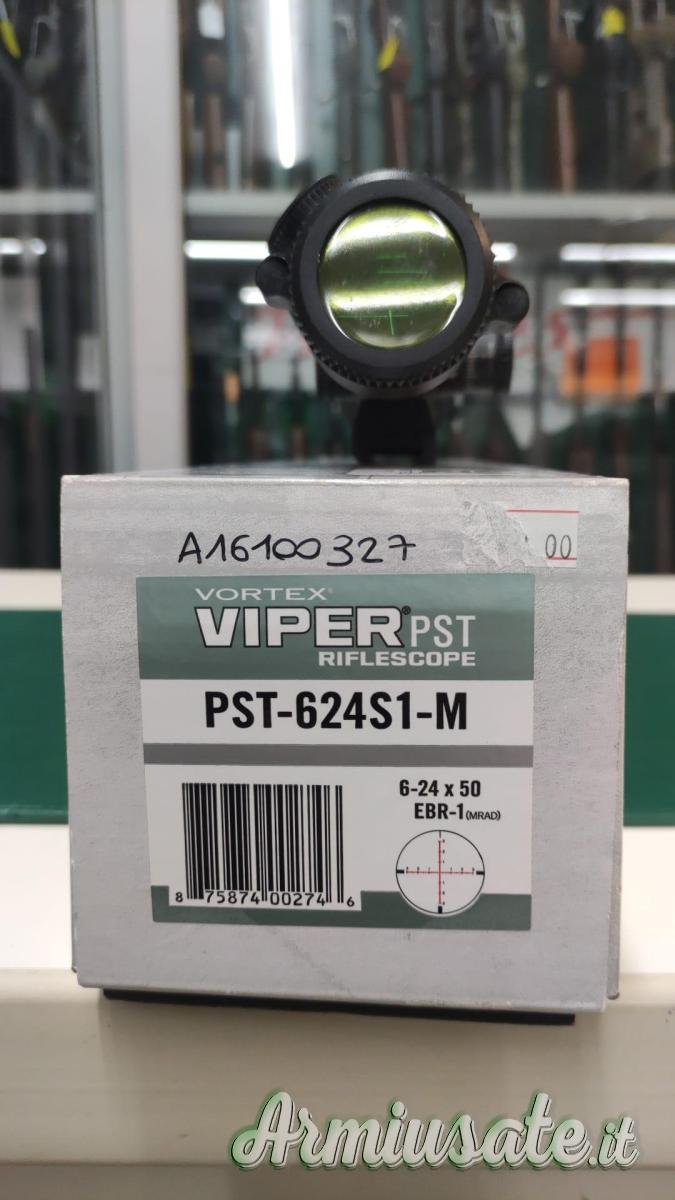 A16100327
00
VORTEX®
VIPER® PST
RIFLESCOPE
PST-624S1-M
6-24 x 50
EBR-1 (MRAD)
8 75874 00274 6
Armiusate.it